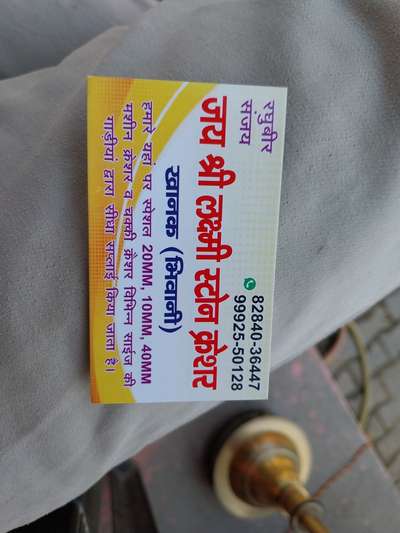 रघुबीर
संजय
82840-36447
99925-50128
जय श्री लक्ष्मी स्टोन क्रेशर
खानक (भिवानी)
हमारे यहां पर स्पेशल 20MM, 10MM, 40MM
मशीन क्रेशर व चक्की क्रैशर विभिन्न साईज की
गाड़ीयां द्वारा सीधा सप्लाई किया जाता है।